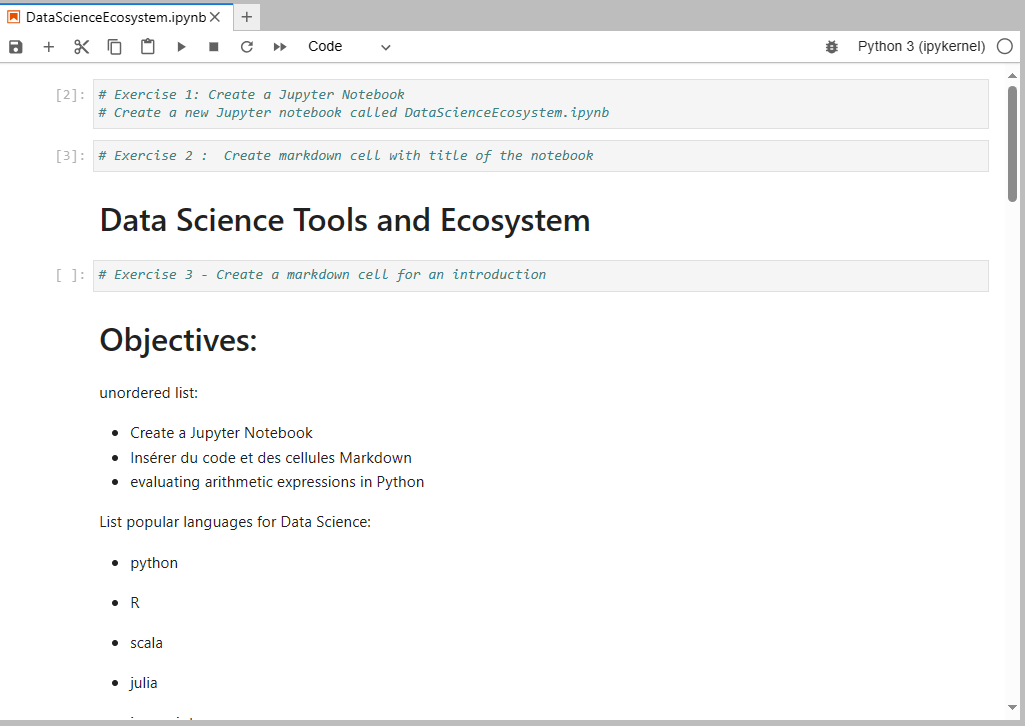 DataScienceEcosystem.ipynb
Code
Python 3 (ipykernel)
[2]: # Exercise 1: Create a Jupyter Notebook
# Create a new Jupyter notebook called DataScienceEcosystem.ipynb
[3]: # Exercise 2 :  Create markdown cell with title of the notebook
Data Science Tools and Ecosystem
[ ]: # Exercise 3 - Create a markdown cell for an introduction
Objectives:
unordered list:
• Create a Jupyter Notebook
• Insérer du code et des cellules Markdown
• evaluating arithmetic expressions in Python
List popular languages for Data Science:
• python
• R
• scala
• julia